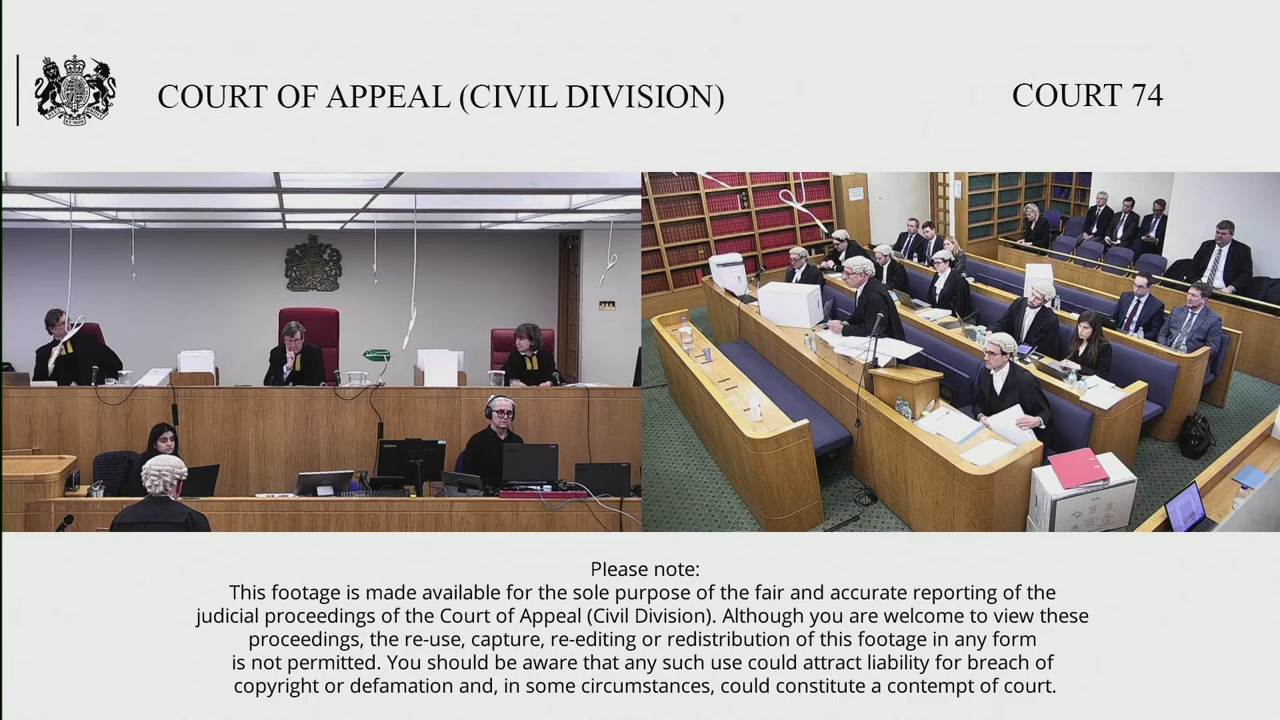 COURT OF APPEAL (CIVIL DIVISION)
COURT 74
Please note:
This footage is made available for the sole purpose of the fair and accurate reporting of the
judicial proceedings of the Court of Appeal (Civil Division). Although you are welcome to view these
proceedings, the re-use, capture, re-editing or redistribution of this footage in any form
is not permitted. You should be aware that any such use could attract liability for breach of
copyright or defamation and, in some circumstances, could constitute a contempt of court.